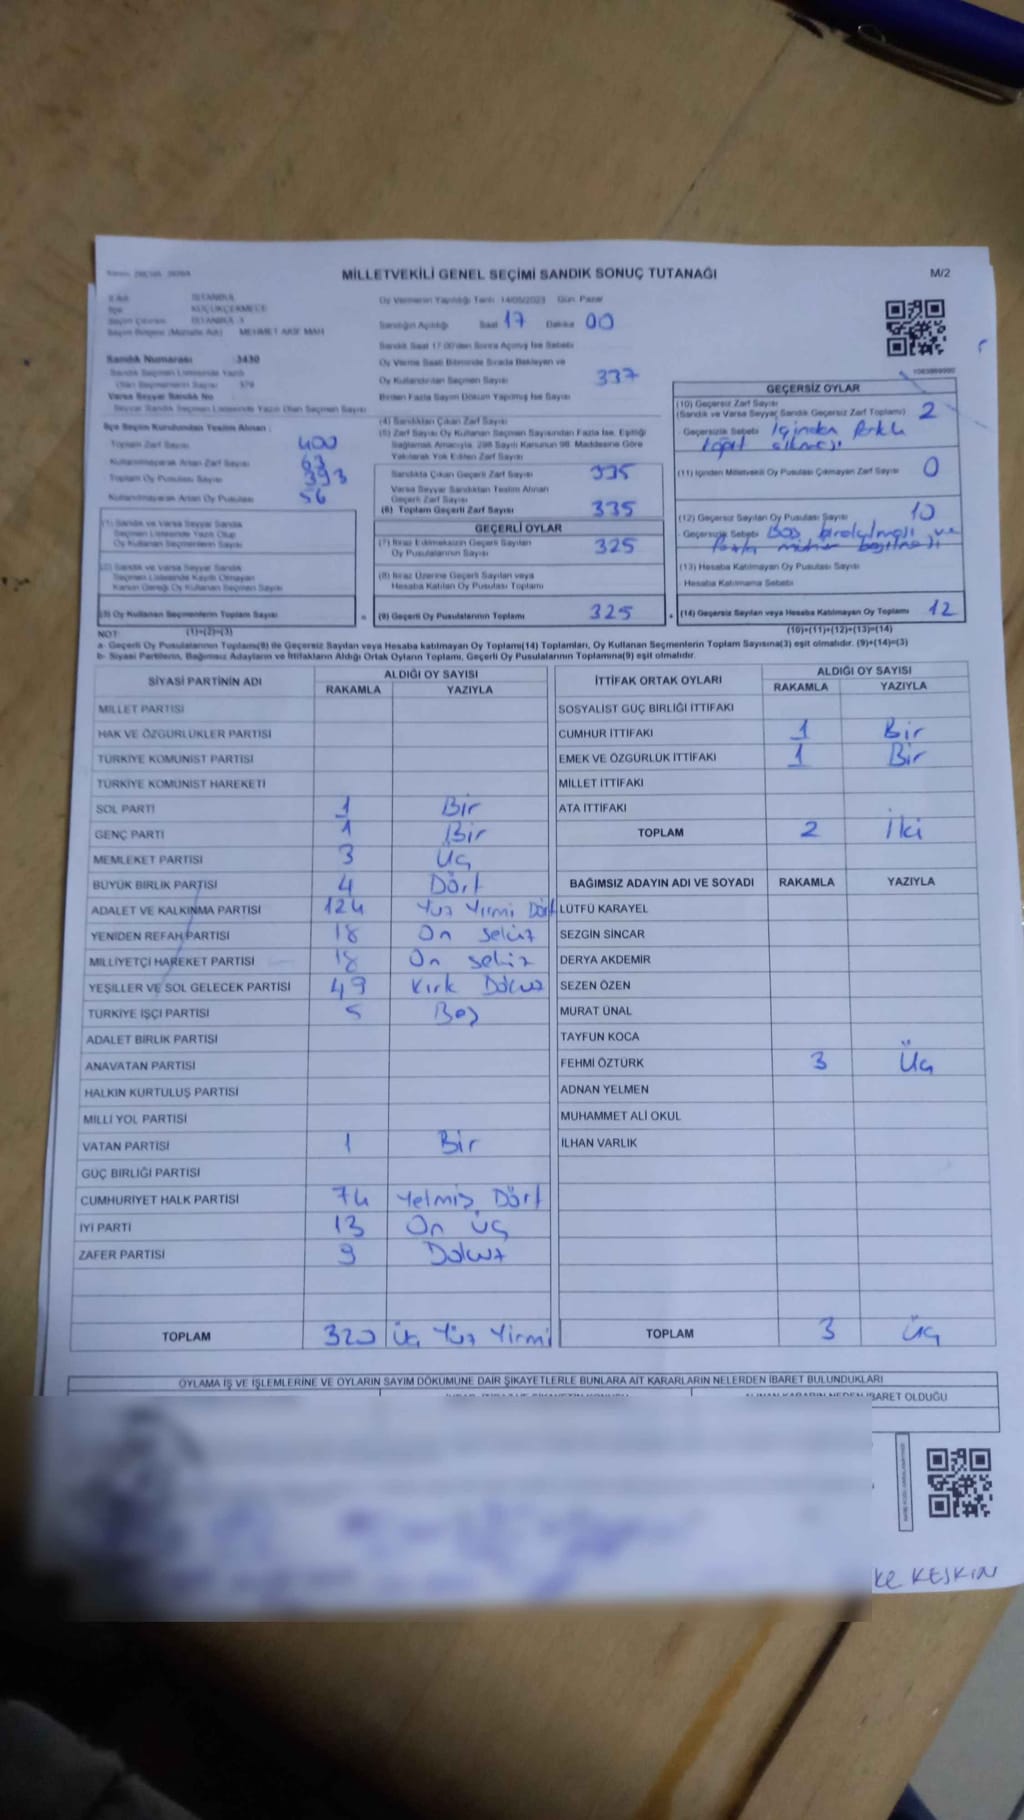 MİLLETVEKİLİ GENEL SEÇİMİ SANDIK SONUÇ TUTANAĞI
M/2
İSTANBUL
KÜÇÜKÇEKMECE
İSTANBUL 3
MEHMET AKİF MAH
Oy Vermenin Yapıldığı Tarih 14/05/2023 Gün Pazar
Sandığın Açıldığı Saat 17 Dakika 00
Sandık Saat 17.00'den Sonra Açılmış İse Sebebi
Oy Verme Saati Bitiminde Sırada Bekleyen ve
Oy Kullandırılan Seçmen Sayısı
337
Birden Fazla Sayım Döküm Yapılmış İse Sayısı
Sandık Numarası 3430
Sandık Seçmen Listesinde Yazılı
Olan Seçmenlerin Sayısı 379
Varsa Seyyar Sandık No
Seyyar Sandık Seçmen Listesinde Yazılı Olan Seçmen Sayısı
İlçe Seçim Kurulundan Teslim Alınan :
Toplam Zarf Sayısı 400
Kullanılmayarak Artan Zarf Sayısı 63
Toplam Oy Pusulası Sayısı 393
Kullanılmayarak Artan Oy Pusulası 56
(1) Sandık ve Varsa Seyyar Sandık
Seçmen Listesinde Yazılı Olup
Oy Kullanan Seçmenlerin Sayısı
(2) Sandık ve Varsa Seyyar Sandık
Seçmen Listesinde Kayıtlı Olmayan
Kanun Gereği Oy Kullanan Seçmen Sayısı
(3) Oy Kullanan Seçmenlerin Toplam Sayısı
(4) Sandıktan Çıkan Zarf Sayısı
(5) Zarf Sayısı Oy Kullanan Seçmen Sayısından Fazla İse, Eşitliği
Sağlamak Amacıyla, 298 Sayılı Kanunun 98. Maddesine Göre
Yakılarak Yok Edilen Zarf Sayısı
Sandıkta Çıkan Geçerli Zarf Sayısı 335
Varsa Seyyar Sandıktan Teslim Alınan
Geçerli Zarf Sayısı
(6) Toplam Geçerli Zarf Sayısı 335
GEÇERLİ OYLAR
(7) İtiraz Edilmeksizin Geçerli Sayılan
Oy Pusulalarının Sayısı 325
(8) İtiraz Üzerine Geçerli Sayılan veya
Hesaba Katılan Oy Pusulası Toplamı
(9) Geçerli Oy Pusulalarının Toplamı 325
GEÇERSİZ OYLAR
(10) Geçersiz Zarf Sayısı
(Sandık ve Varsa Seyyar Sandık Geçersiz Zarf Toplamı) 2
Geçersizlik Sebebi İçinden farklı
çıkması
(11) İçinden Milletvekili Oy Pusulası Çıkmayan Zarf Sayısı 0
(12) Geçersiz Sayılan Oy Pusulası Sayısı 10
Geçersizlik Sebebi Boş bırakılması ve
fazla mühür basılması
(13) Hesaba Katılmayan Oy Pusulası Sayısı
Hesaba Katılmama Sebebi
(14) Geçersiz Sayılan veya Hesaba Katılmayan Oy Toplamı 12
NOT: (1)+(2)=(3)
(10)+(11)+(12)+(13)=(14)
a- Geçerli Oy Pusulasının Toplamı(9) ile Geçersiz Sayılan veya Hesaba katılmayan Oy Toplamı(14) Toplamları, Oy Kullanan Seçmenlerin Toplam Sayısına(3) eşit olmalıdır. (9)+(14)=(3)
b- Siyasi Partilerin, Bağımsız Adayların ve İttifakların Aldığı Ortak Oyların Toplamı, Geçerli Oy Pusulalarının Toplamına(9) eşit olmalıdır.
SİYASİ PARTİNİN ADI
ALDIĞI OY SAYISI
RAKAMLA YAZIYLA
MİLLET PARTİSİ
HAK VE ÖZGÜRLÜKLER PARTİSİ
TÜRKİYE KOMÜNİST PARTİSİ
TÜRKİYE KOMÜNİST HAREKETİ
SOL PARTİ 1 Bir
GENÇ PARTİ 1 Bir
MEMLEKET PARTİSİ 3 Üç
BÜYÜK BİRLİK PARTİSİ 4 Dört
ADALET VE KALKINMA PARTİSİ 124 Yüz Yirmi Dört
YENİDEN REFAH PARTİSİ 18 On sekiz
MİLLİYETÇİ HAREKET PARTİSİ 18 On sekiz
YEŞİLLER VE SOL GELECEK PARTİSİ 49 Kırk Dokuz
TÜRKİYE İŞÇİ PARTİSİ 5 Beş
ADALET BİRLİK PARTİSİ
ANAVATAN PARTİSİ
HALKIN KURTULUŞ PARTİSİ
MİLLİ YOL PARTİSİ
VATAN PARTİSİ 1 Bir
GÜÇ BİRLİĞİ PARTİSİ
CUMHURİYET HALK PARTİSİ 74 Yetmiş Dört
İYİ PARTİ 13 On üç
ZAFER PARTİSİ 9 Dokuz
TOPLAM 320 Üç Yüz Yirmi
İTTİFAK ORTAK OYLARI
ALDIĞI OY SAYISI
RAKAMLA YAZIYLA
SOSYALİST GÜÇ BİRLİĞİ İTTİFAKI
CUMHUR İTTİFAKI 1 Bir
EMEK VE ÖZGÜRLÜK İTTİFAKI 1 Bir
MİLLET İTTİFAKI
ATA İTTİFAKI
TOPLAM 2 İki
BAĞIMSIZ ADAYIN ADI VE SOYADI RAKAMLA YAZIYLA
LÜTFÜ KARAYEL
SEZGİN SİNCAR
DERYA AKDEMİR
SEZEN ÖZEN
MURAT ÜNAL
TAYFUN KOCA
FEHMİ ÖZTÜRK 3 Üç
ADNAN YELMEN
MUHAMMET ALİ OKUL
İLHAN VARLIK
TOPLAM 3 Üç
OYLAMA İŞ VE İŞLEMLERİNE VE OYLARIN SAYIM DÖKÜMÜNE DAİR ŞİKAYETLERLE BUNLARA AİT KARARLARIN NELERDEN İBARET BULUNDUKLARI
ALINAN KARARIN NEDEN İBARET OLDUĞU
KESKİN